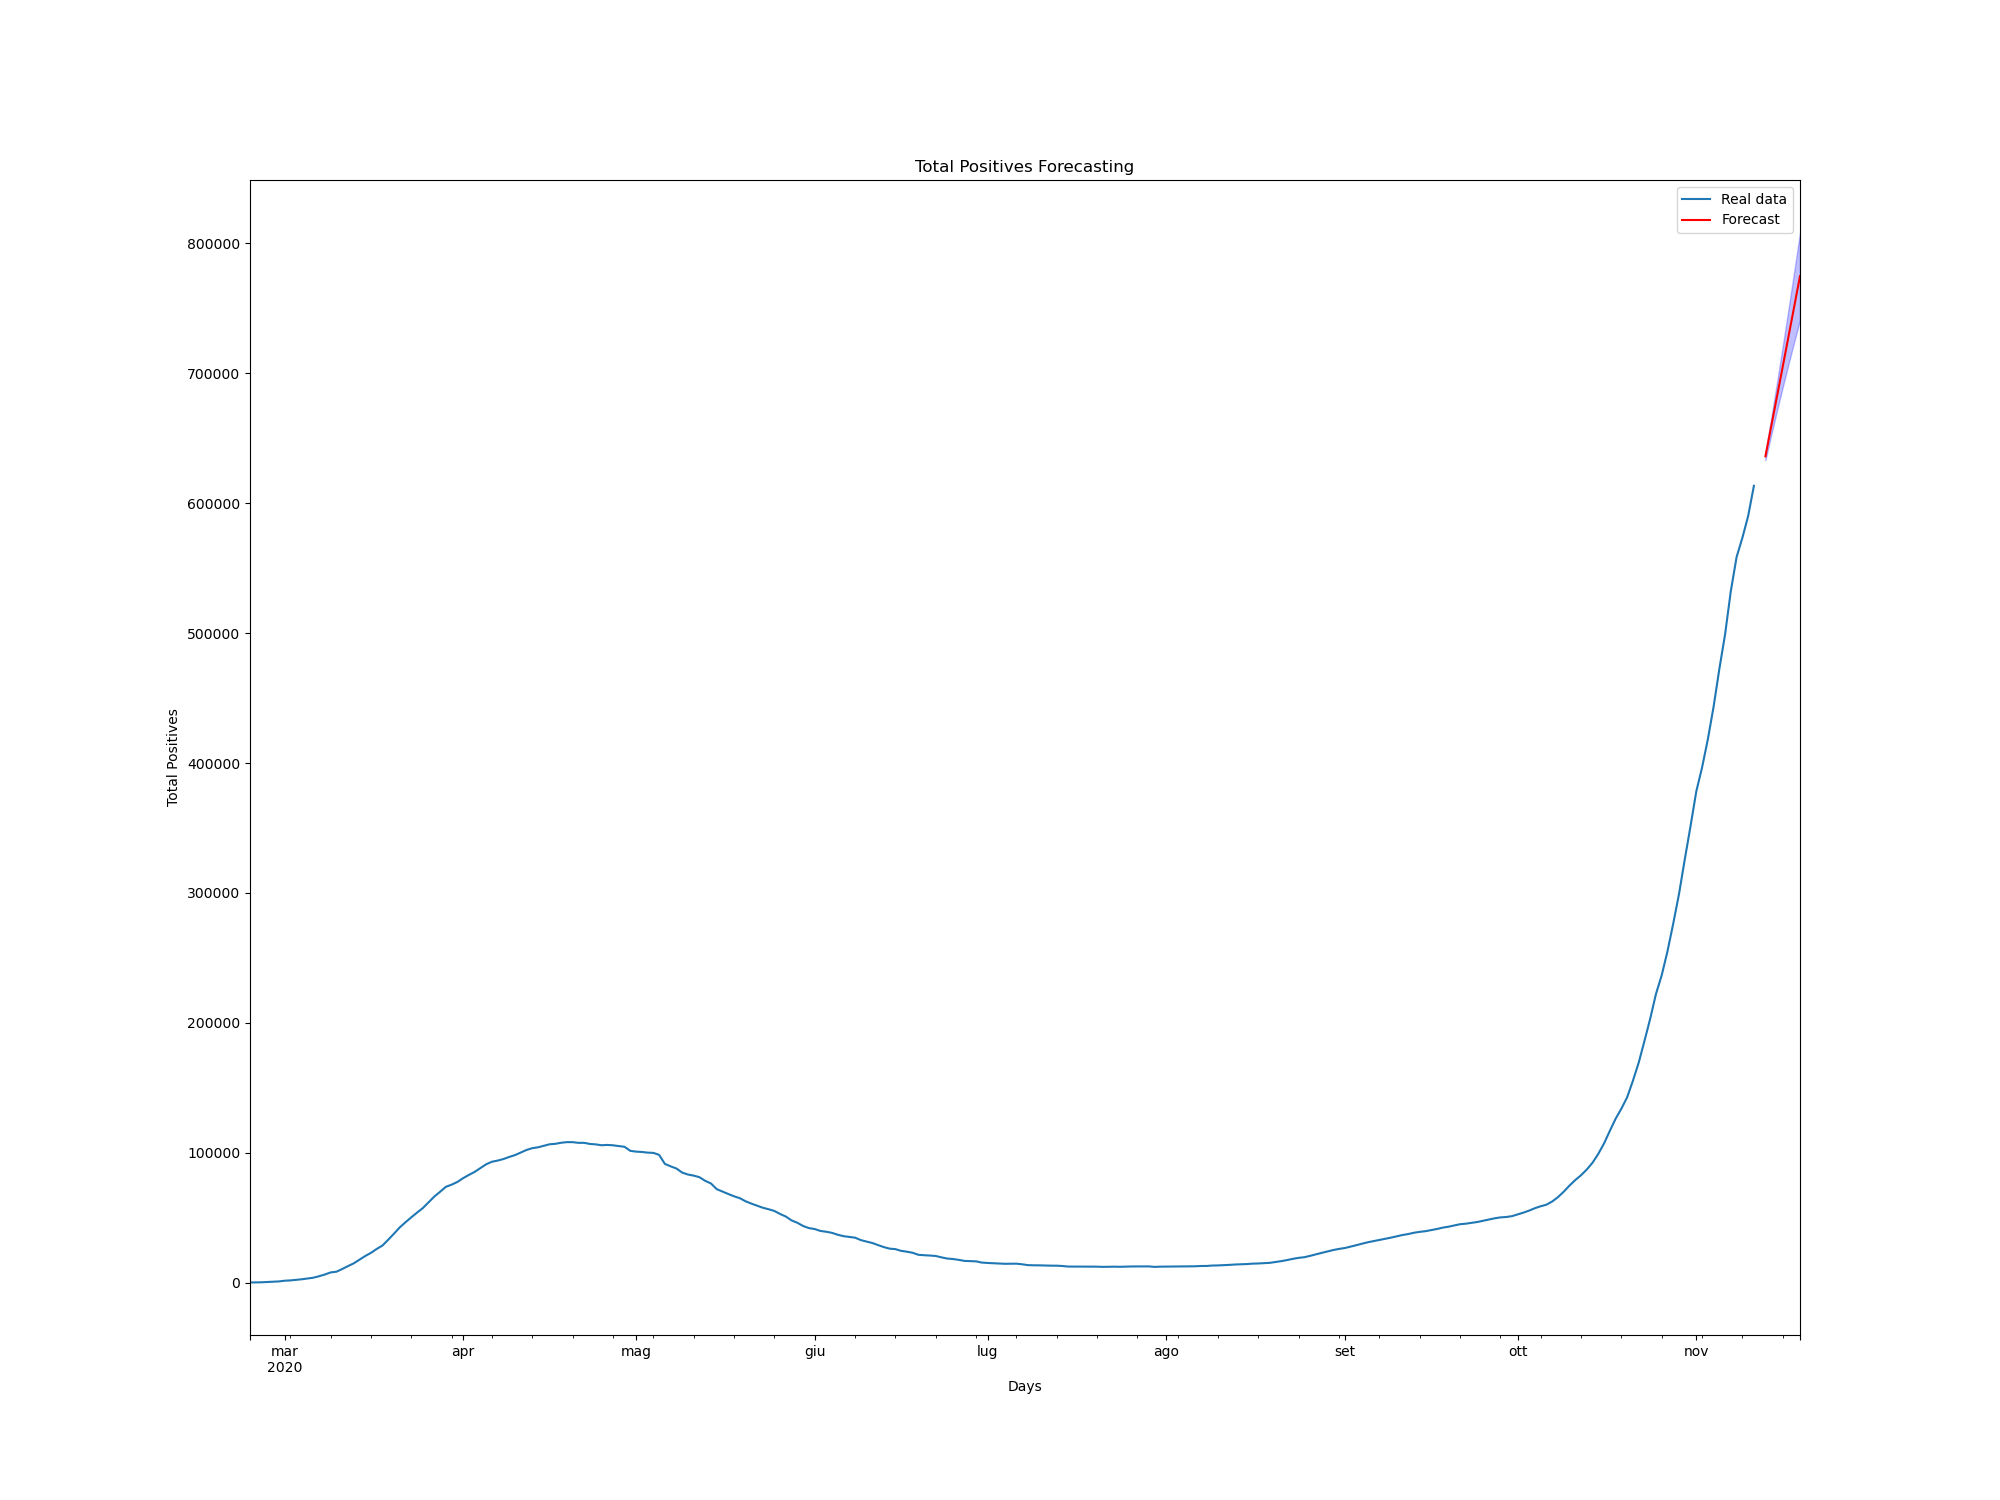 Total Positives Forecasting
Real data
Forecast
800000
700000
600000
500000
400000
300000
200000
100000
0
Total Positives
mar
2020
apr
mag
giu
lug
ago
set
ott
nov
Days